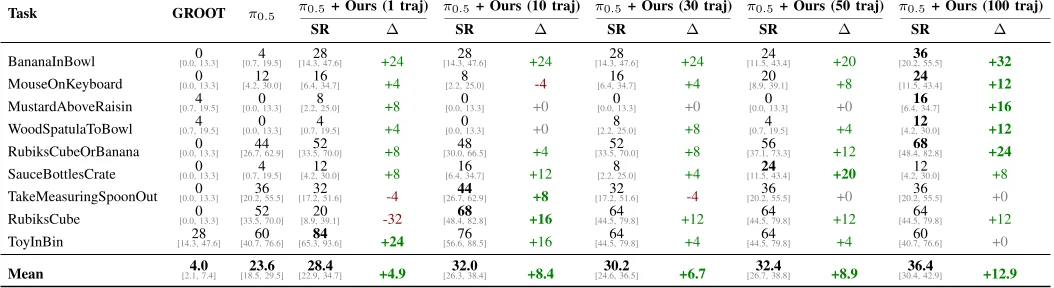 Task GROOT π0.5 π0.5 + Ours (1 traj) π0.5 + Ours (10 traj) π0.5 + Ours (30 traj) π0.5 + Ours (50 traj) π0.5 + Ours (100 traj)
SR Δ SR Δ SR Δ SR Δ SR Δ
BananaInBowl 0 4 28 +24 28 +24 28 +24 24 +20 36 +32
[0.0, 13.3] [0.7, 19.5] [14.3, 47.6] [14.3, 47.6] [14.3, 47.6] [11.5, 43.4] [20.2, 55.5]
MouseOnKeyboard 0 12 16 +4 8 -4 16 +4 20 +8 24 +12
[0.0, 13.3] [4.2, 30.0] [6.4, 34.7] [2.2, 25.0] [6.4, 34.7] [8.9, 39.1] [11.5, 43.4]
MustardAboveRaisin 4 0 8 +8 0 +0 0 +0 0 +0 16 +16
[0.7, 19.5] [0.0, 13.3] [2.2, 25.0] [0.0, 13.3] [0.0, 13.3] [0.0, 13.3] [6.4, 34.7]
WoodSpatulaToBowl 4 0 4 +4 0 +0 8 +8 4 +4 12 +12
[0.7, 19.5] [0.0, 13.3] [0.7, 19.5] [0.0, 13.3] [2.2, 25.0] [0.7, 19.5] [4.2, 30.0]
RubiksCubeOrBanana 0 44 52 +8 48 +4 52 +8 56 +12 68 +24
[0.0, 13.3] [26.7, 62.9] [33.5, 70.0] [30.0, 66.5] [33.5, 70.0] [37.1, 73.3] [48.4, 82.8]
SauceBottlesCrate 0 4 12 +8 16 +12 8 +4 24 +20 12 +8
[0.0, 13.3] [0.7, 19.5] [4.2, 30.0] [6.4, 34.7] [2.2, 25.0] [11.5, 43.4] [4.2, 30.0]
TakeMeasuringSpoonOut 0 36 32 -4 44 +8 32 -4 36 +0 36 +0
[0.0, 13.3] [20.2, 55.5] [17.2, 51.6] [26.7, 62.9] [17.2, 51.6] [20.2, 55.5] [20.2, 55.5]
RubiksCube 0 52 20 -32 68 +16 64 +12 64 +12 64 +12
[0.0, 13.3] [33.5, 70.0] [8.9, 39.1] [48.4, 82.8] [44.5, 79.8] [44.5, 79.8] [44.5, 79.8]
ToyInBin 28 60 84 +24 76 +16 64 +4 64 +4 60 +0
[14.3, 47.6] [40.7, 76.6] [65.3, 93.6] [56.6, 88.5] [44.5, 79.8] [44.5, 79.8] [40.7, 76.6]
Mean 4.0 23.6 28.4 +4.9 32.0 +8.4 30.2 +6.7 32.4 +8.9 36.4 +12.9
[2.1, 7.4] [18.5, 29.5] [22.9, 34.7] [26.3, 38.4] [24.6, 36.5] [26.7, 38.8] [30.4, 42.9]